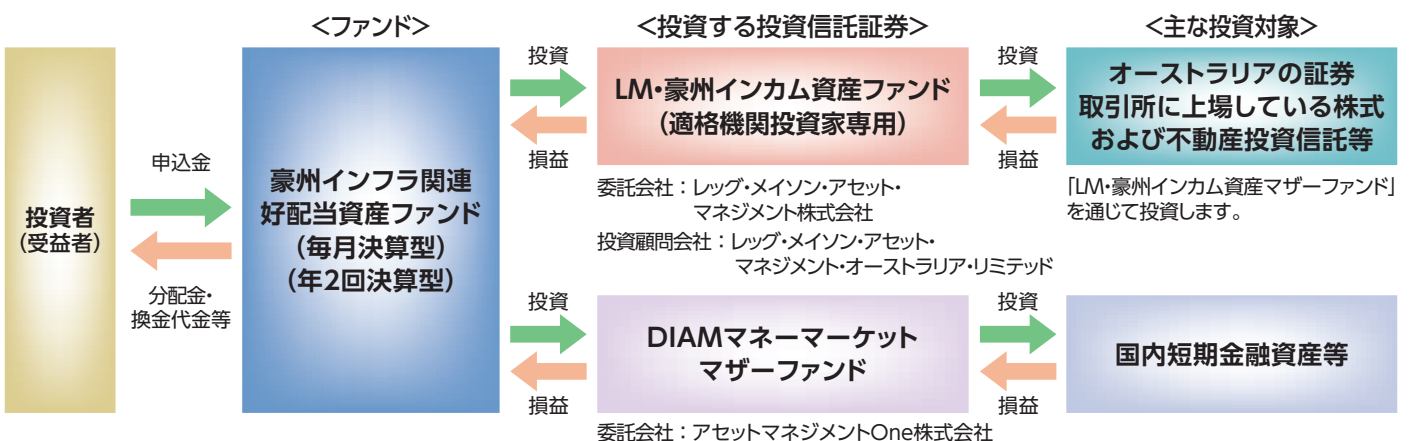 <ファンド>
<投資する投資信託証券>
<主な投資対象>
投資者
(受益者)
申込金
分配金・
換金代金等
豪州インフラ関連
好配当資産ファンド
(毎月決算型)
(年2回決算型)
投資
損益
LM・豪州インカム資産ファンド
(適格機関投資家専用)
委託会社:レッグ・メイソン・アセット・
マネジメント株式会社
投資顧問会社:レッグ・メイソン・アセット・
マネジメント・オーストラリア・リミテッド
投資
損益
オーストラリアの証券
取引所に上場している株式
および不動産投資信託等
「LM・豪州インカム資産マザーファンド」
を通じて投資します。
投資
損益
DIAMマネーマーケット
マザーファンド
委託会社:アセットマネジメントOne株式会社
投資
損益
国内短期金融資産等